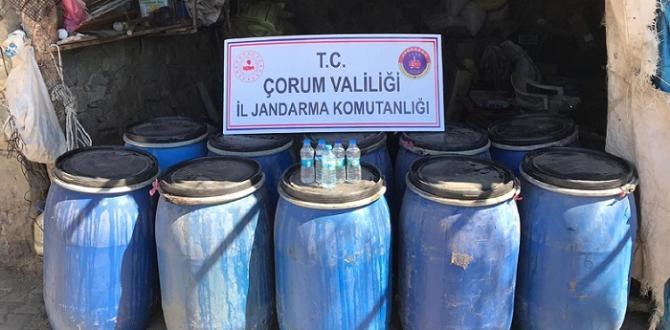 T.C.
ÇORUM VALİLİĞİ
İL JANDARMA KOMUTANLIĞI